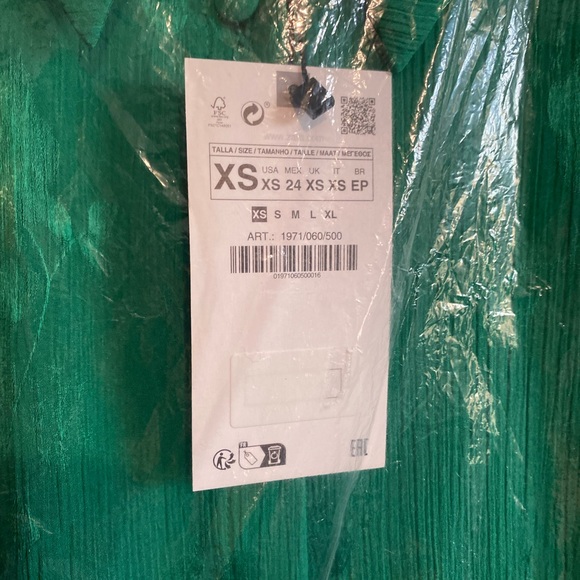 FSC
TALLA / SIZE / TAMANHO / TAILLE / MAAT / ΜΕΓΕΘΟΣ
XS USA XS MEX 24 UK XS IT XS BR EP
XS S M L XL
ART.: 1971/060/500
01971060500016
EAC